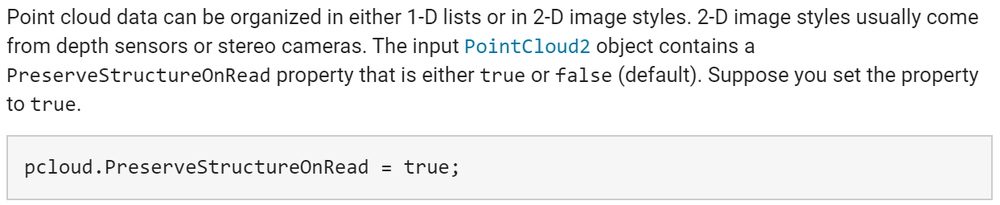 Point cloud data can be organized in either 1-D lists or in 2-D image styles. 2-D image styles usually come
from depth sensors or stereo cameras. The input PointCloud2 object contains a
PreserveStructureOnRead property that is either true or false (default). Suppose you set the property
to true.
pcloud.PreserveStructureOnRead = true;